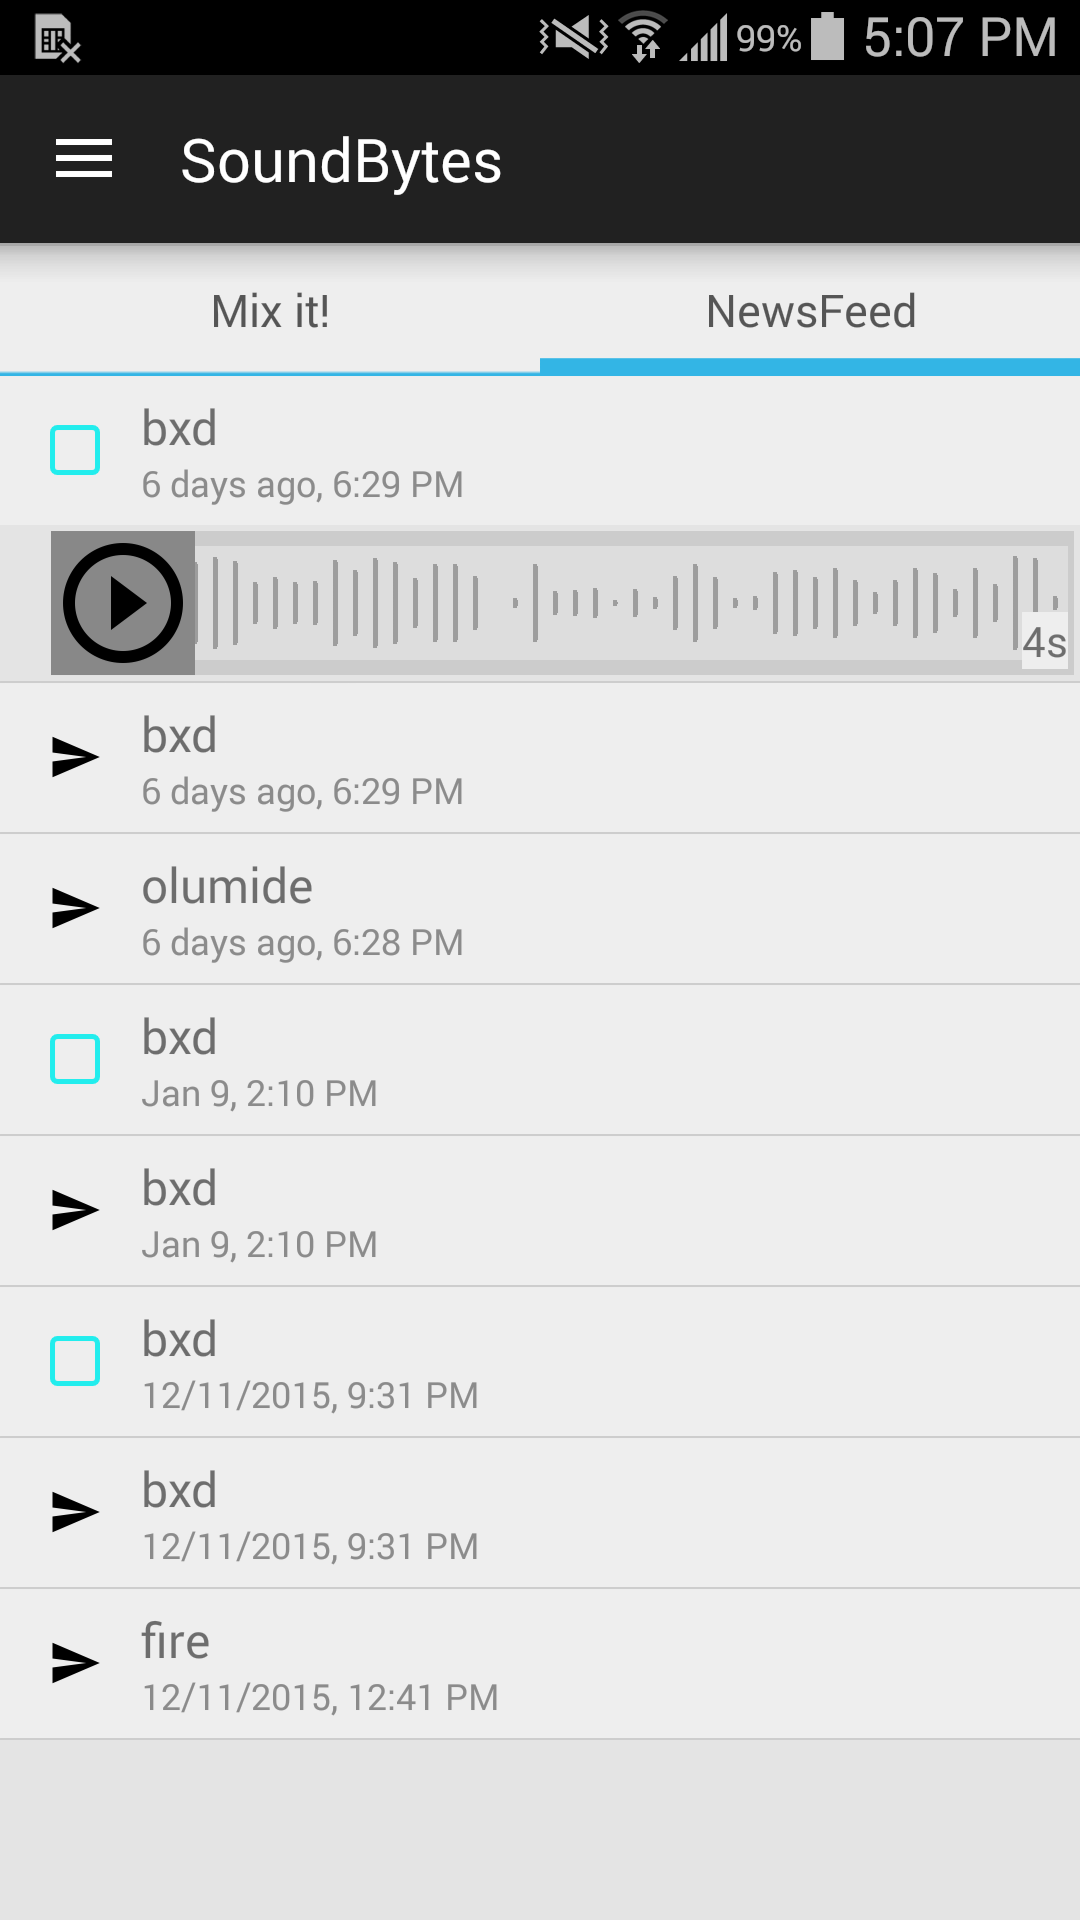 99% 5:07 PM
SoundBytes
Mix it! NewsFeed
bxd
6 days ago, 6:29 PM
4s
bxd
6 days ago, 6:29 PM
olumide
6 days ago, 6:28 PM
bxd
Jan 9, 2:10 PM
bxd
Jan 9, 2:10 PM
bxd
12/11/2015, 9:31 PM
bxd
12/11/2015, 9:31 PM
fire
12/11/2015, 12:41 PM